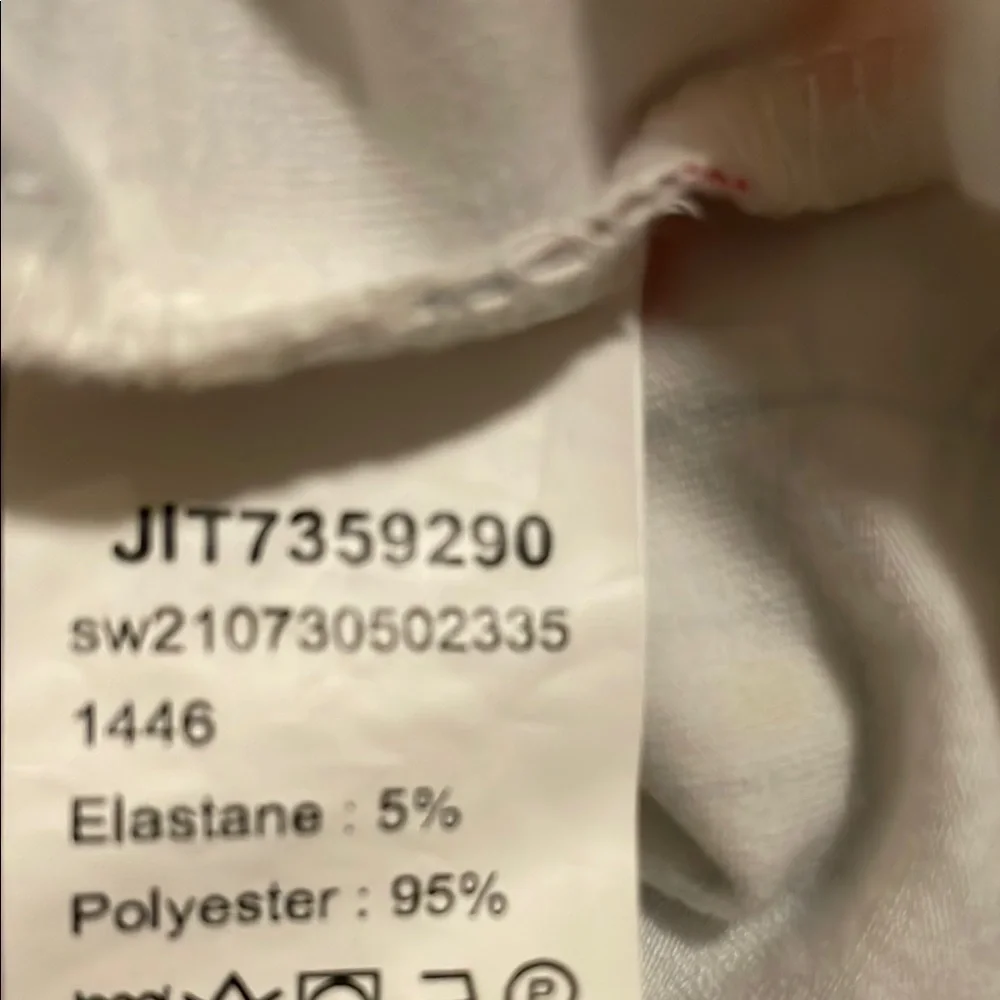 JIT7359290
sw210730502335
1446
Elastane : 5%
Polyester : 95%
P